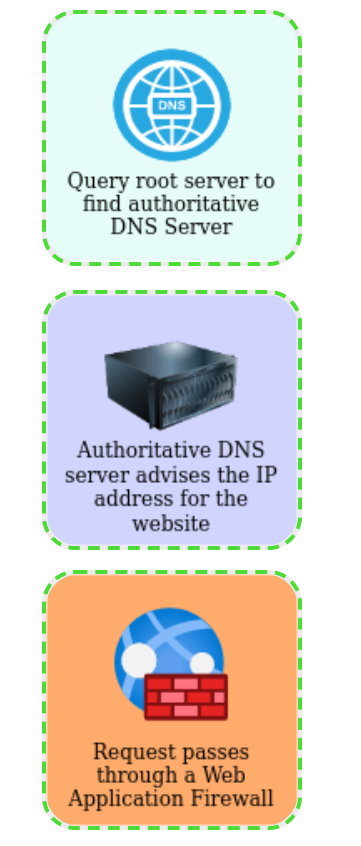 DNS
Query root server to
find authoritative
DNS Server
Authoritative DNS
server advises the IP
address for the
website
Request passes
through a Web
Application Firewall